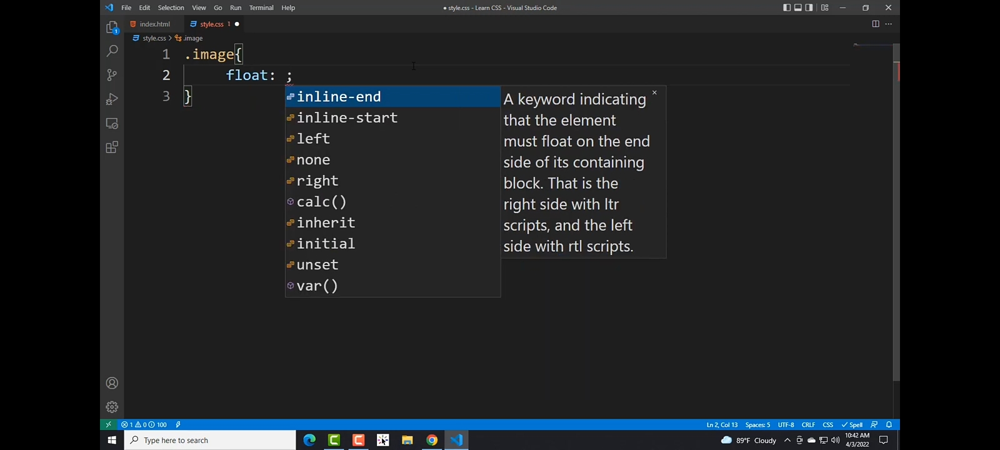 File Edit Selection View Go Run Terminal Help
● style.css - Learn CSS - Visual Studio Code
index.html
style.css 1 ●
style.css > .image
1
1 .image{
2 float: ;
3 }
inline-end
inline-start
left
none
right
calc()
inherit
initial
unset
var()
A keyword indicating
that the element
must float on the end
side of its containing
block. That is the
right side with ltr
scripts, and the left
side with rtl scripts.
1 0 100
Ln 2, Col 13 Spaces: 5 UTF-8 CRLF CSS Spell
Type here to search
89°F Cloudy
10:42 AM
4/3/2022